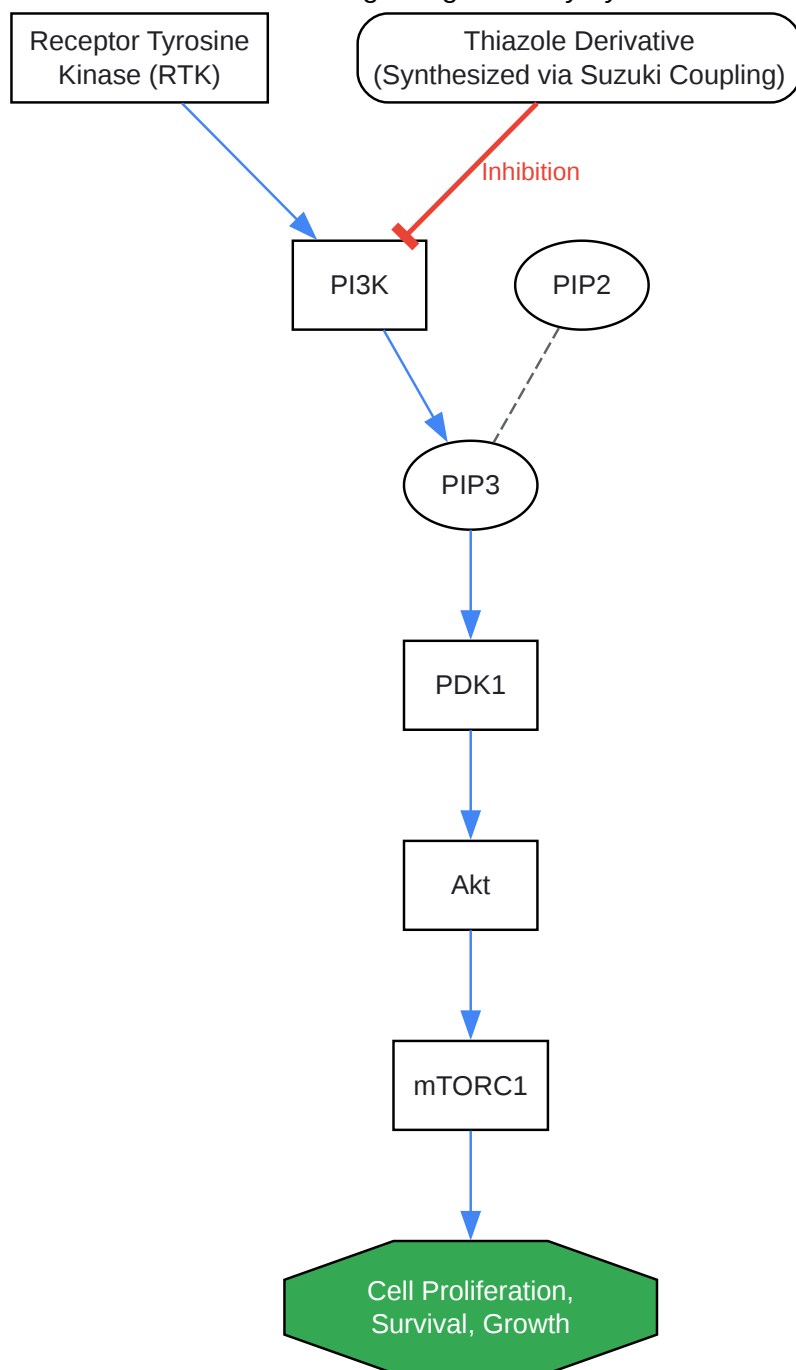 Receptor Tyrosine
Kinase (RTK)
Thiazole Derivative
(Synthesized via Suzuki Coupling)
Inhibition
PI3K
PIP2
PIP3
PDK1
Akt
mTORC1
Cell Proliferation,
Survival, Growth